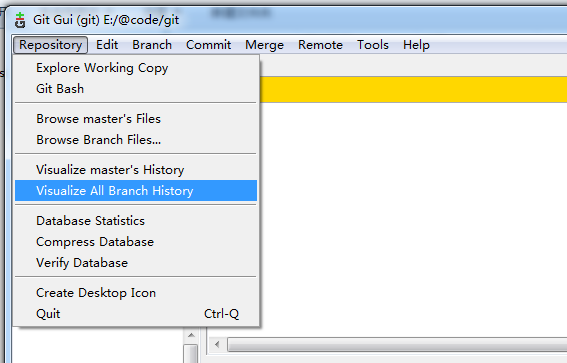 Git Gui (git) E:/@code/git
Repository Edit Branch Commit Merge Remote Tools Help
Explore Working Copy
Git Bash
Browse master's Files
Browse Branch Files...
Visualize master's History
Visualize All Branch History
Database Statistics
Compress Database
Verify Database
Create Desktop Icon
Quit Ctrl-Q